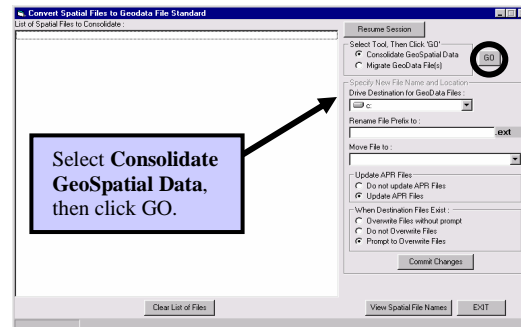 Convert Spatial Files to Geodata File Standard
List of Spatial Files to Consolidate :
Resume Session
Select Tool, Then Click 'GO'
Consolidate GeoSpatial Data
Migrate GeoData File(s)
GO
Specify New File Name and Location
Drive Destination for GeoData Files :
c:
Rename File Prefix to :
.ext
Move File to :
Update APR Files
Do not update APR Files
Update APR Files
When Destination Files Exist :
Overwrite Files without prompt
Do not Overwrite Files
Prompt to Overwrite Files
Commit Changes
Select Consolidate
GeoSpatial Data,
then click GO.
Clear List of Files
View Spatial File Names
EXIT